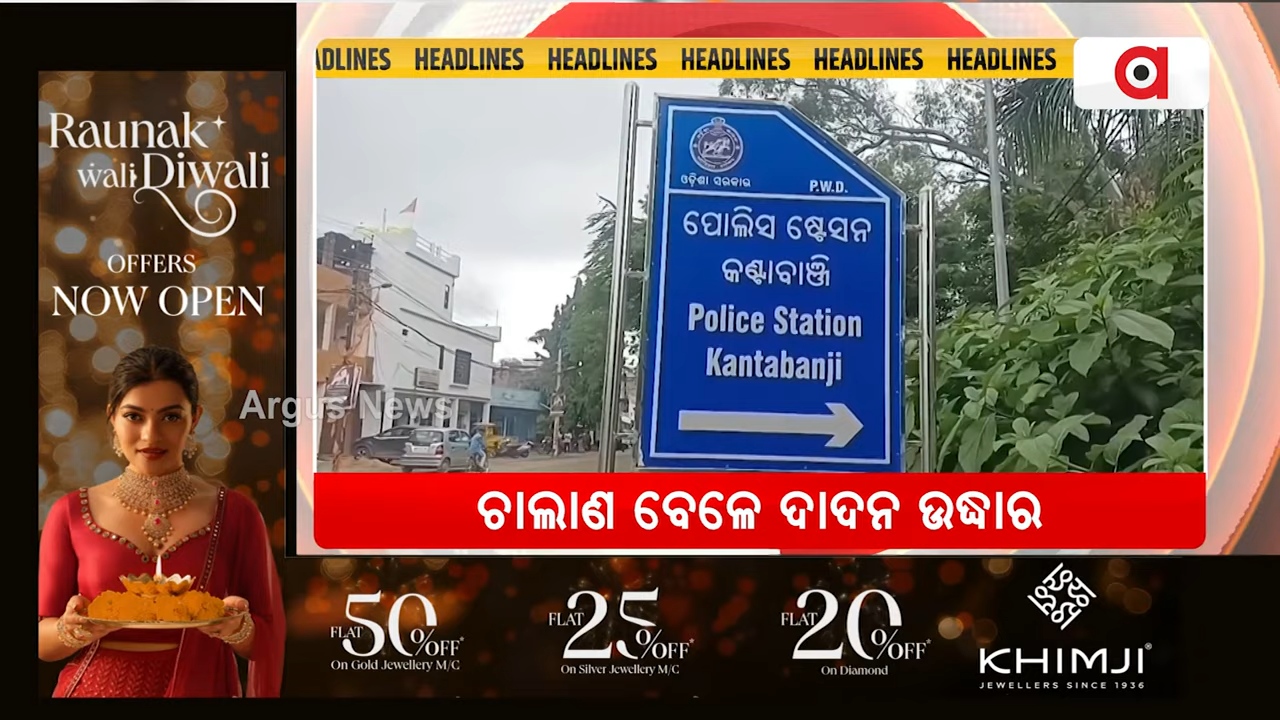 HEADLINES HEADLINES HEADLINES HEADLINES HEADLINES
Raunak
wali Diwali
OFFERS
NOW OPEN
ଓଡ଼ିଶା ସରକାର
P.W.D.
ପୋଲିସ ଷ୍ଟେସନ
କଣ୍ଟାବାଞ୍ଜି
Police Station
Kantabanji
Argus News
ଚାଲାଣ ବେଳେ ଦାଦନ ଉଦ୍ଧାର
FLAT 50% OFF*
On Gold Jewellery M/C
FLAT 25% OFF*
On Silver Jewellery M/C
FLAT 20% OFF*
On Diamond
KHIMJI®
JEWELLERS SINCE 1936